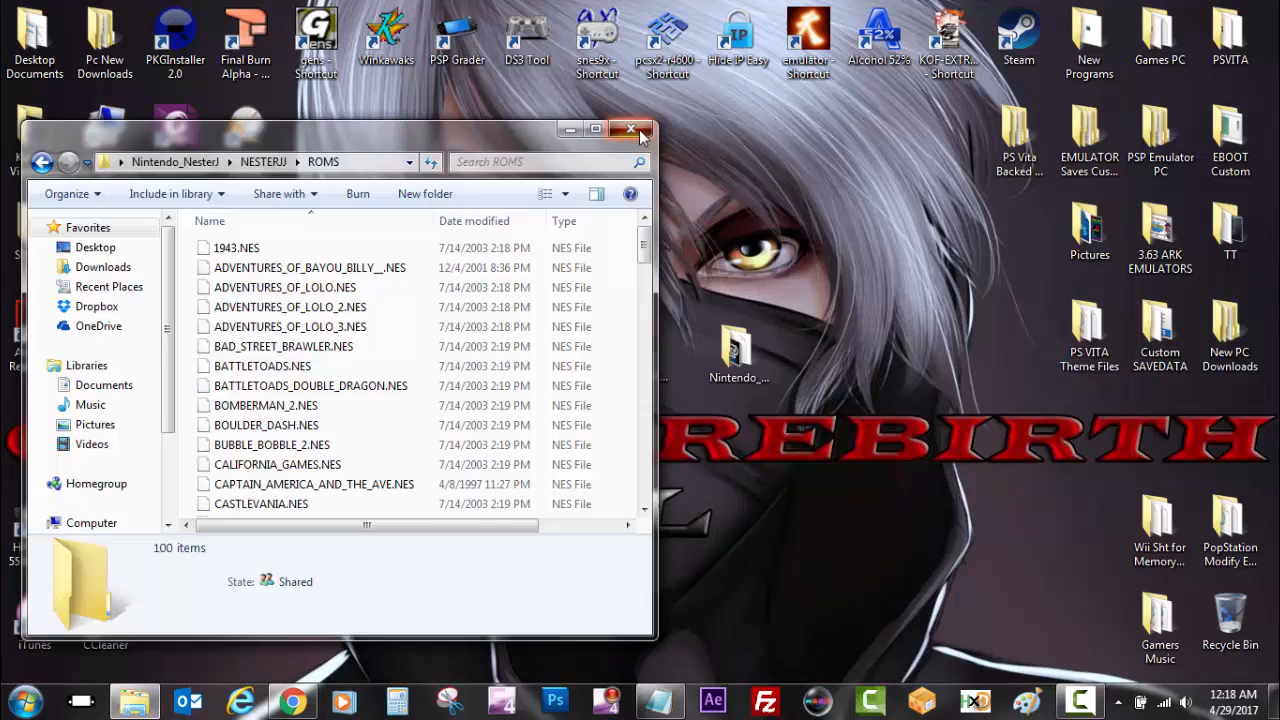 Desktop Documents
Pc New Downloads
PKGInstaller 2.0
Final Burn Alpha - ...
gens - Shortcut
Winkawaks
PSP Grader
DS3 Tool
snes9x - Shortcut
pcsx2-r4600 - Shortcut
Hide IP Easy
emulator - Shortcut
Alcohol 52%
KOF-EXTR... - Shortcut
Steam
New Programs
Games PC
PSVITA
Nintendo_NesterJ
NESTERJJ
ROMS
Search ROMS
Organize
Include in library
Share with
Burn
New folder
Name
Date modified
Type
Favorites
Desktop
Downloads
Recent Places
Dropbox
OneDrive
Libraries
Documents
Music
Pictures
Videos
Homegroup
Computer
1943.NES 7/14/2003 2:18 PM NES File
ADVENTURES_OF_BAYOU_BILLY__.NES 12/4/2001 8:36 PM NES File
ADVENTURES_OF_LOLO.NES 7/14/2003 2:18 PM NES File
ADVENTURES_OF_LOLO_2.NES 7/14/2003 2:18 PM NES File
ADVENTURES_OF_LOLO_3.NES 7/14/2003 2:18 PM NES File
BAD_STREET_BRAWLER.NES 7/14/2003 2:18 PM NES File
BATTLETOADS.NES 7/14/2003 2:18 PM NES File
BATTLETOADS_DOUBLE_DRAGON.NES 7/14/2003 2:18 PM NES File
BOMBERMAN_2.NES 7/14/2003 2:19 PM NES File
BOULDER_DASH.NES 7/14/2003 2:19 PM NES File
BUBBLE_BOBBLE_2.NES 7/14/2003 2:19 PM NES File
CALIFORNIA_GAMES.NES 7/14/2003 2:19 PM NES File
CAPTAIN_AMERICA_AND_THE_AVE.NES 4/8/1997 11:27 PM NES File
CASTLEVANIA.NES 7/14/2003 2:19 PM NES File
100 items
State: Shared
PS Vita Backed ...
EMULATOR Saves Cus...
PSP Emulator PC
EBOOT Custom
Pictures
3.63 ARK EMULATORS
TT
Nintendo_...
PS VITA Theme Files
Custom SAVEDATA
New PC Downloads
REBIRTH
Wii Sht for Memory...
PopStation Modify E...
iTunes
CCleaner
Gamers Music
Recycle Bin
12:18 AM
4/29/2017